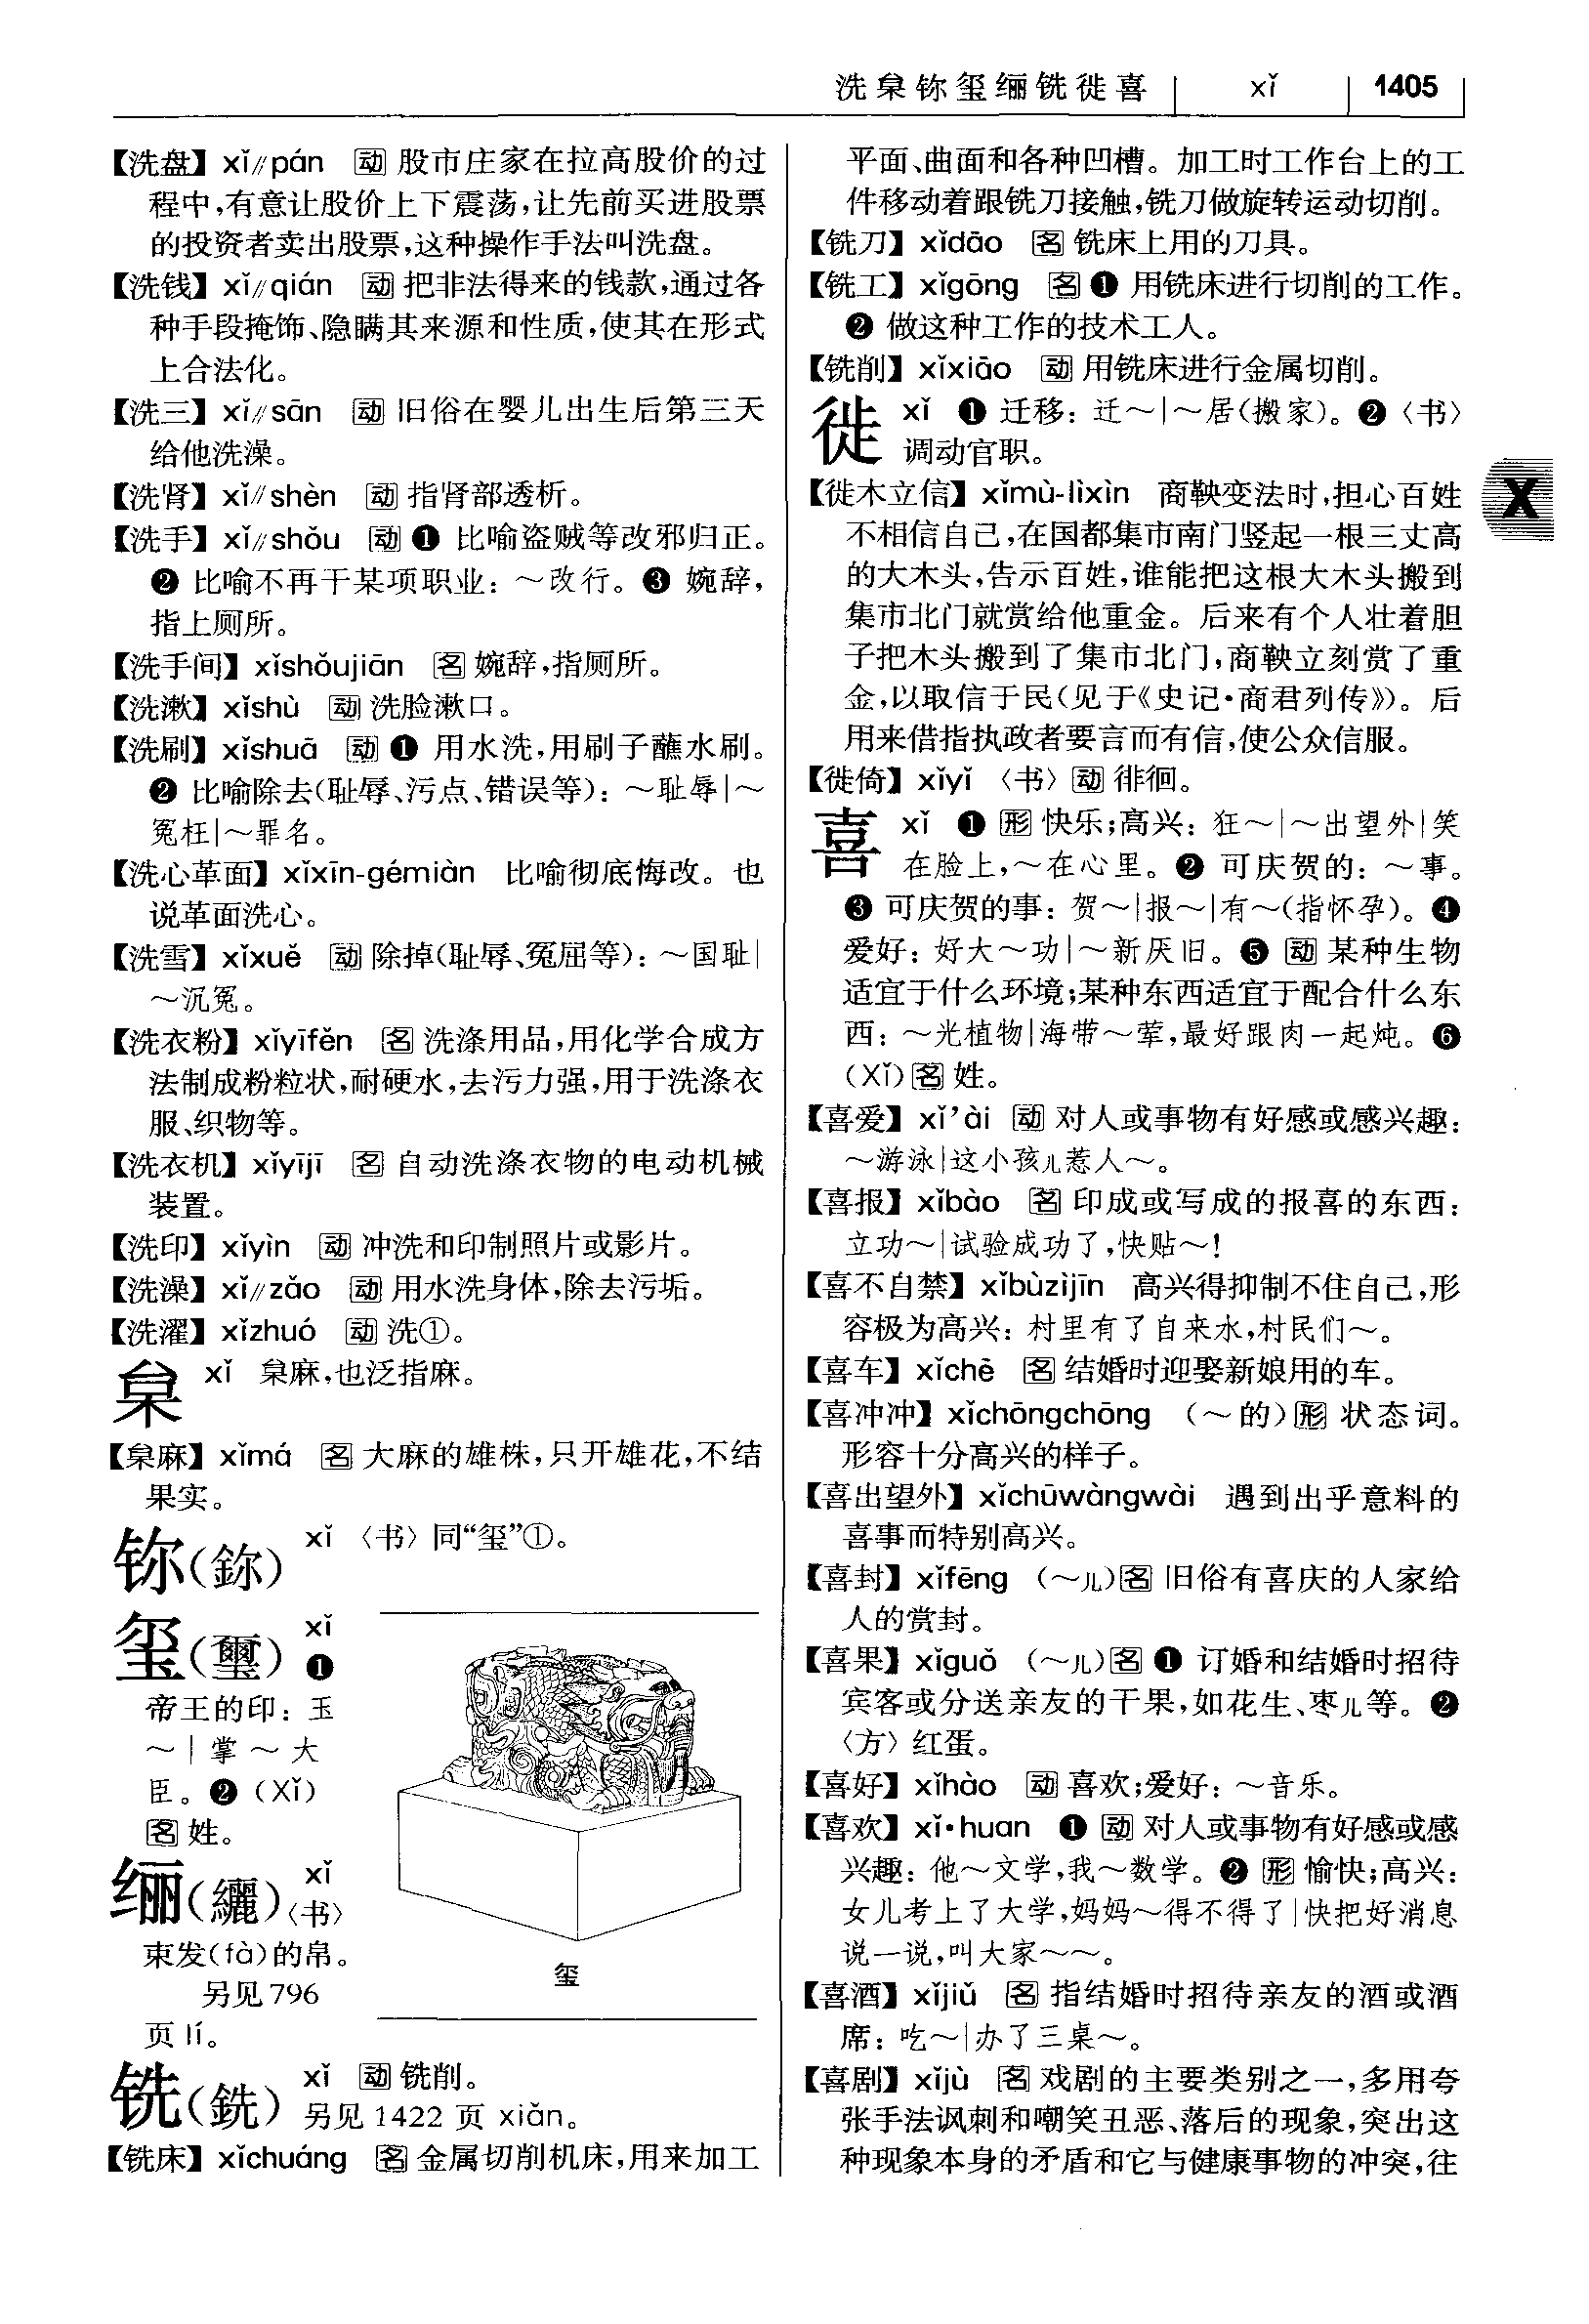 洗枲铱玺缅铣徙喜 xǐ 1405
【洗盘】 xǐ∥pán 动 股市庄家在拉高股价的过
程中,有意让股价上下震荡,让先前买进股票
的投资者卖出股票,这种操作手法叫洗盘。
【洗钱】 xǐ∥qián 动 把非法得来的钱款,通过各
种手段掩饰、隐瞒其来源和性质,使其在形式
上合法化。
【洗三】 xǐ∥sān 动 旧俗在婴儿出生后第三天
给他洗澡。
【洗肾】 xǐ∥shèn 动 指肾部透析。
【洗手】 xǐ∥shǒu 动 ❶ 比喻盗贼等改邪归正。
❷ 比喻不再干某项职业: ～改行。❸ 婉辞,
指上厕所。
【洗手间】 xǐshǒujiān 名 婉辞,指厕所。
【洗漱】 xǐshù 动 洗脸漱口。
【洗刷】 xǐshuā 动 ❶ 用水洗,用刷子蘸水刷。
❷ 比喻除去(耻辱、污点、错误等): ～耻辱|～
冤枉|～罪名。
【洗心革面】 xǐxīn-gémiàn 比喻彻底悔改。也
说革面洗心。
【洗雪】 xǐxuě 动 除掉(耻辱、冤屈等): ～国耻|
～沉冤。
【洗衣粉】 xǐyīfěn 名 洗涤用品,用化学合成方
法制成粉粒状,耐硬水,去污力强,用于洗涤衣
服、织物等。
【洗衣机】 xǐyījī 名 自动洗涤衣物的电动机械
装置。
【洗印】 xǐyìn 动 冲洗和印制照片或影片。
【洗澡】 xǐ∥zǎo 动 用水洗身体,除去污垢。
【洗濯】 xǐzhuó 动 洗①。
枲 xǐ 枲麻,也泛指麻。
【枲麻】 xǐmá 名 大麻的雄株,只开雄花,不结
果实。
铱(鉨) xǐ 〈书〉同“玺”①。
玺(璽) xǐ
❶
帝王的印: 玉
～|掌～大
臣。❷ (Xǐ)
名 姓。
缅(纚) xǐ
〈书〉
束发(fà)的帛。
另见 796
页 lí。
玺
铣(銑) xǐ 动 铣削。
另见 1422 页 xiǎn。
【铣床】 xǐchuáng 名 金属切削机床,用来加工
平面、曲面和各种凹槽。加工时工作台上的工
件移动着跟铣刀接触,铣刀做旋转运动切削。
【铣刀】 xǐdāo 名 铣床上用的刀具。
【铣工】 xǐgōng 名 ❶ 用铣床进行切削的工作。
❷ 做这种工作的技术工人。
【铣削】 xǐxiāo 动 用铣床进行金属切削。
徙 xǐ ❶ 迁移: 迁～|～居(搬家)。❷〈书〉
调动官职。
【徙木立信】 xǐmù-lìxìn 商鞅变法时,担心百姓
不相信自己,在国都集市南门竖起一根三丈高
的大木头,告示百姓,谁能把这根大木头搬到
集市北门就赏给他重金。后来有个人壮着胆
子把木头搬到了集市北门,商鞅立刻赏了重
金,以取信于民(见于《史记·商君列传》)。后
用来借指执政者要言而有信,使公众信服。
【徙倚】 xǐyǐ 〈书〉动 徘徊。
X
喜 xǐ ❶ 形 快乐;高兴: 狂～|～出望外|笑
在脸上,～在心里。❷ 可庆贺的: ～事。
❸ 可庆贺的事: 贺～|报～|有～(指怀孕)。❹
爱好: 好大～功|～新厌旧。❺ 动 某种生物
适宜于什么环境;某种东西适宜于配合什么东
西: ～光植物|海带～荤,最好跟肉一起炖。❻
(Xǐ)名 姓。
【喜爱】 xǐ’ài 动 对人或事物有好感或感兴趣:
～游泳|这小孩儿惹人～。
【喜报】 xǐbào 名 印成或写成的报喜的东西:
立功～|试验成功了,快贴～!
【喜不自禁】 xǐbùzìjīn 高兴得抑制不住自己,形
容极为高兴: 村里有了自来水,村民们～。
【喜车】 xǐchē 名 结婚时迎娶新娘用的车。
【喜冲冲】 xǐchōngchōng (～的)形 状态词。
形容十分高兴的样子。
【喜出望外】 xǐchūwàngwài 遇到出乎意料的
喜事而特别高兴。
【喜封】 xǐfēng (～儿)名 旧俗有喜庆的人家给
人的赏封。
【喜果】 xǐguǒ (～儿)名 ❶ 订婚和结婚时招待
宾客或分送亲友的干果,如花生、枣儿等。❷
〈方〉红蛋。
【喜好】 xǐhào 动 喜欢;爱好: ～音乐。
【喜欢】 xǐ·huan ❶ 动 对人或事物有好感或感
兴趣: 他～文学,我～数学。❷ 形 愉快;高兴:
女儿考上了大学,妈妈～得不得了|快把好消息
说一说,叫大家～～。
【喜酒】 xǐjiǔ 名 指结婚时招待亲友的酒或酒
席: 吃～|办了三桌～。
【喜剧】 xǐjù 名 戏剧的主要类别之一,多用夸
张手法讽刺和嘲笑丑恶、落后的现象,突出这
种现象本身的矛盾和它与健康事物的冲突,往